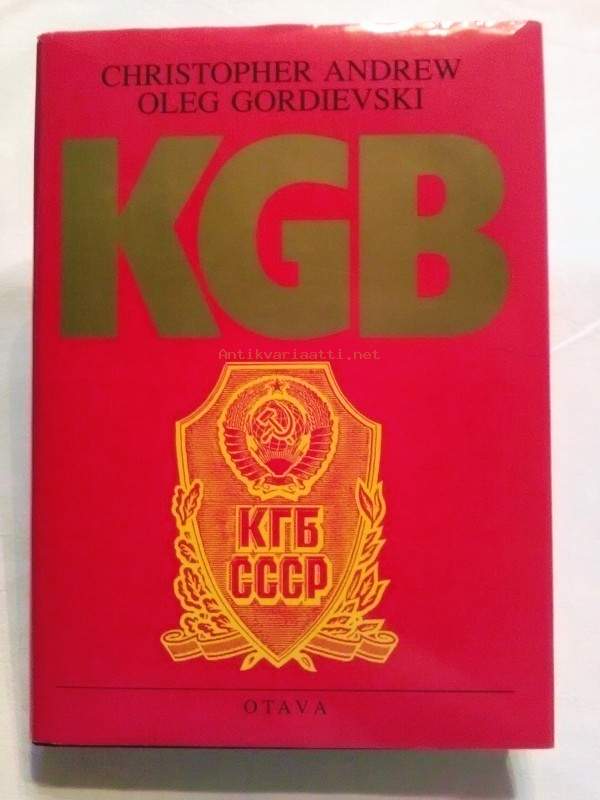 CHRISTOPHER ANDREW
OLEG GORDIEVSKI
KGB
Antikvariaatti.net
КГБ
СССР
OTAVA